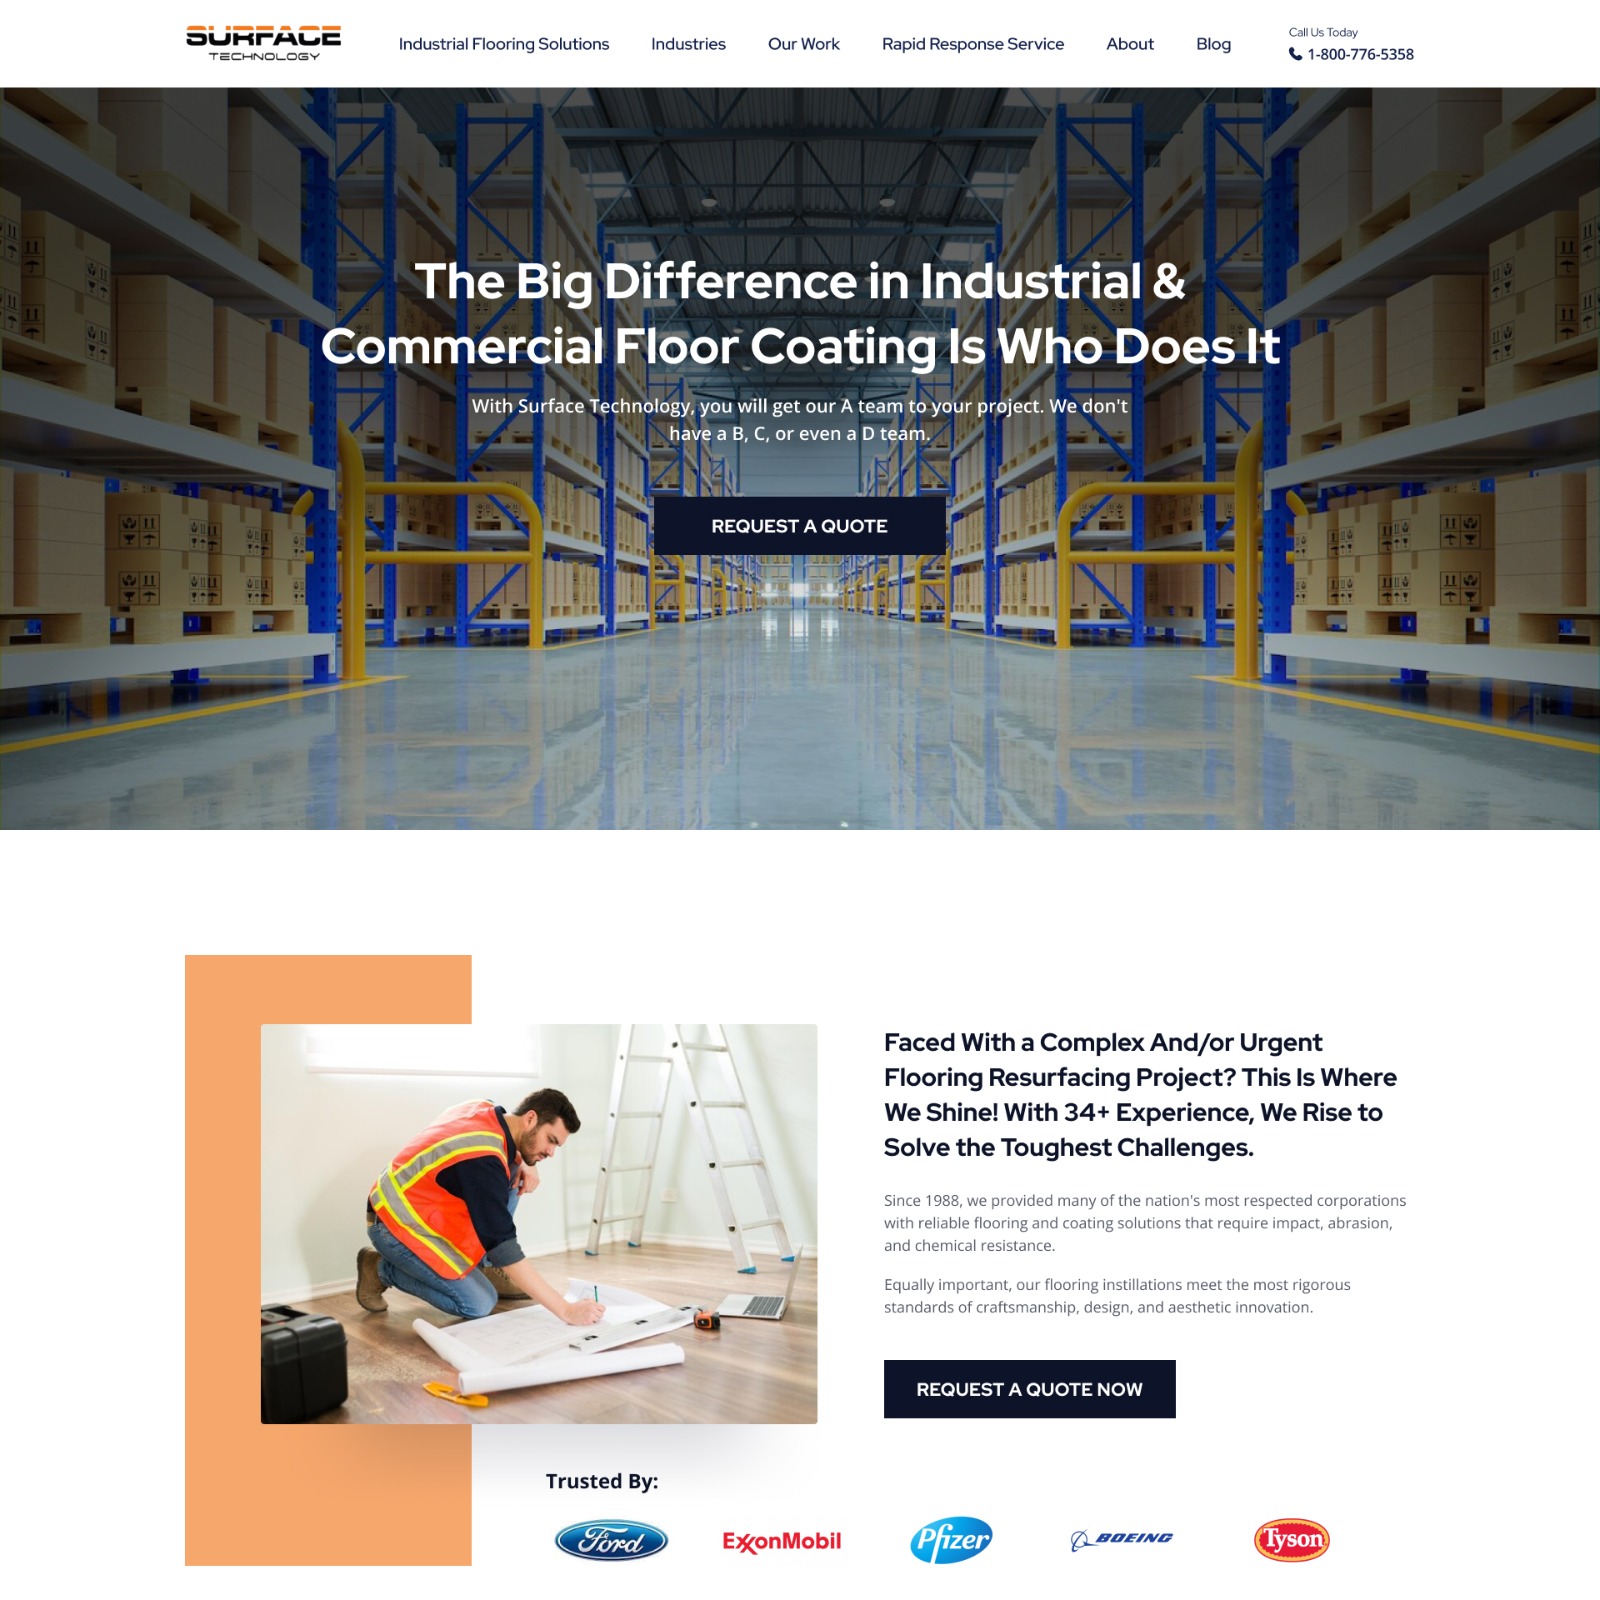 SURFACE
TECHNOLOGY
Industrial Flooring Solutions
Industries
Our Work
Rapid Response Service
About
Blog
Call Us Today
1-800-776-5358
The Big Difference in Industrial &
Commercial Floor Coating Is Who Does It
With Surface Technology, you will get our A team to your project. We don't
have a B, C, or even a D team.
REQUEST A QUOTE
Faced With a Complex And/or Urgent
Flooring Resurfacing Project? This Is Where
We Shine! With 34+ Experience, We Rise to
Solve the Toughest Challenges.
Since 1988, we provided many of the nation's most respected corporations
with reliable flooring and coating solutions that require impact, abrasion,
and chemical resistance.
Equally important, our flooring instillations meet the most rigorous
standards of craftsmanship, design, and aesthetic innovation.
REQUEST A QUOTE NOW
Trusted By:
Ford
ExxonMobil
Pfizer
BOEING
Tyson